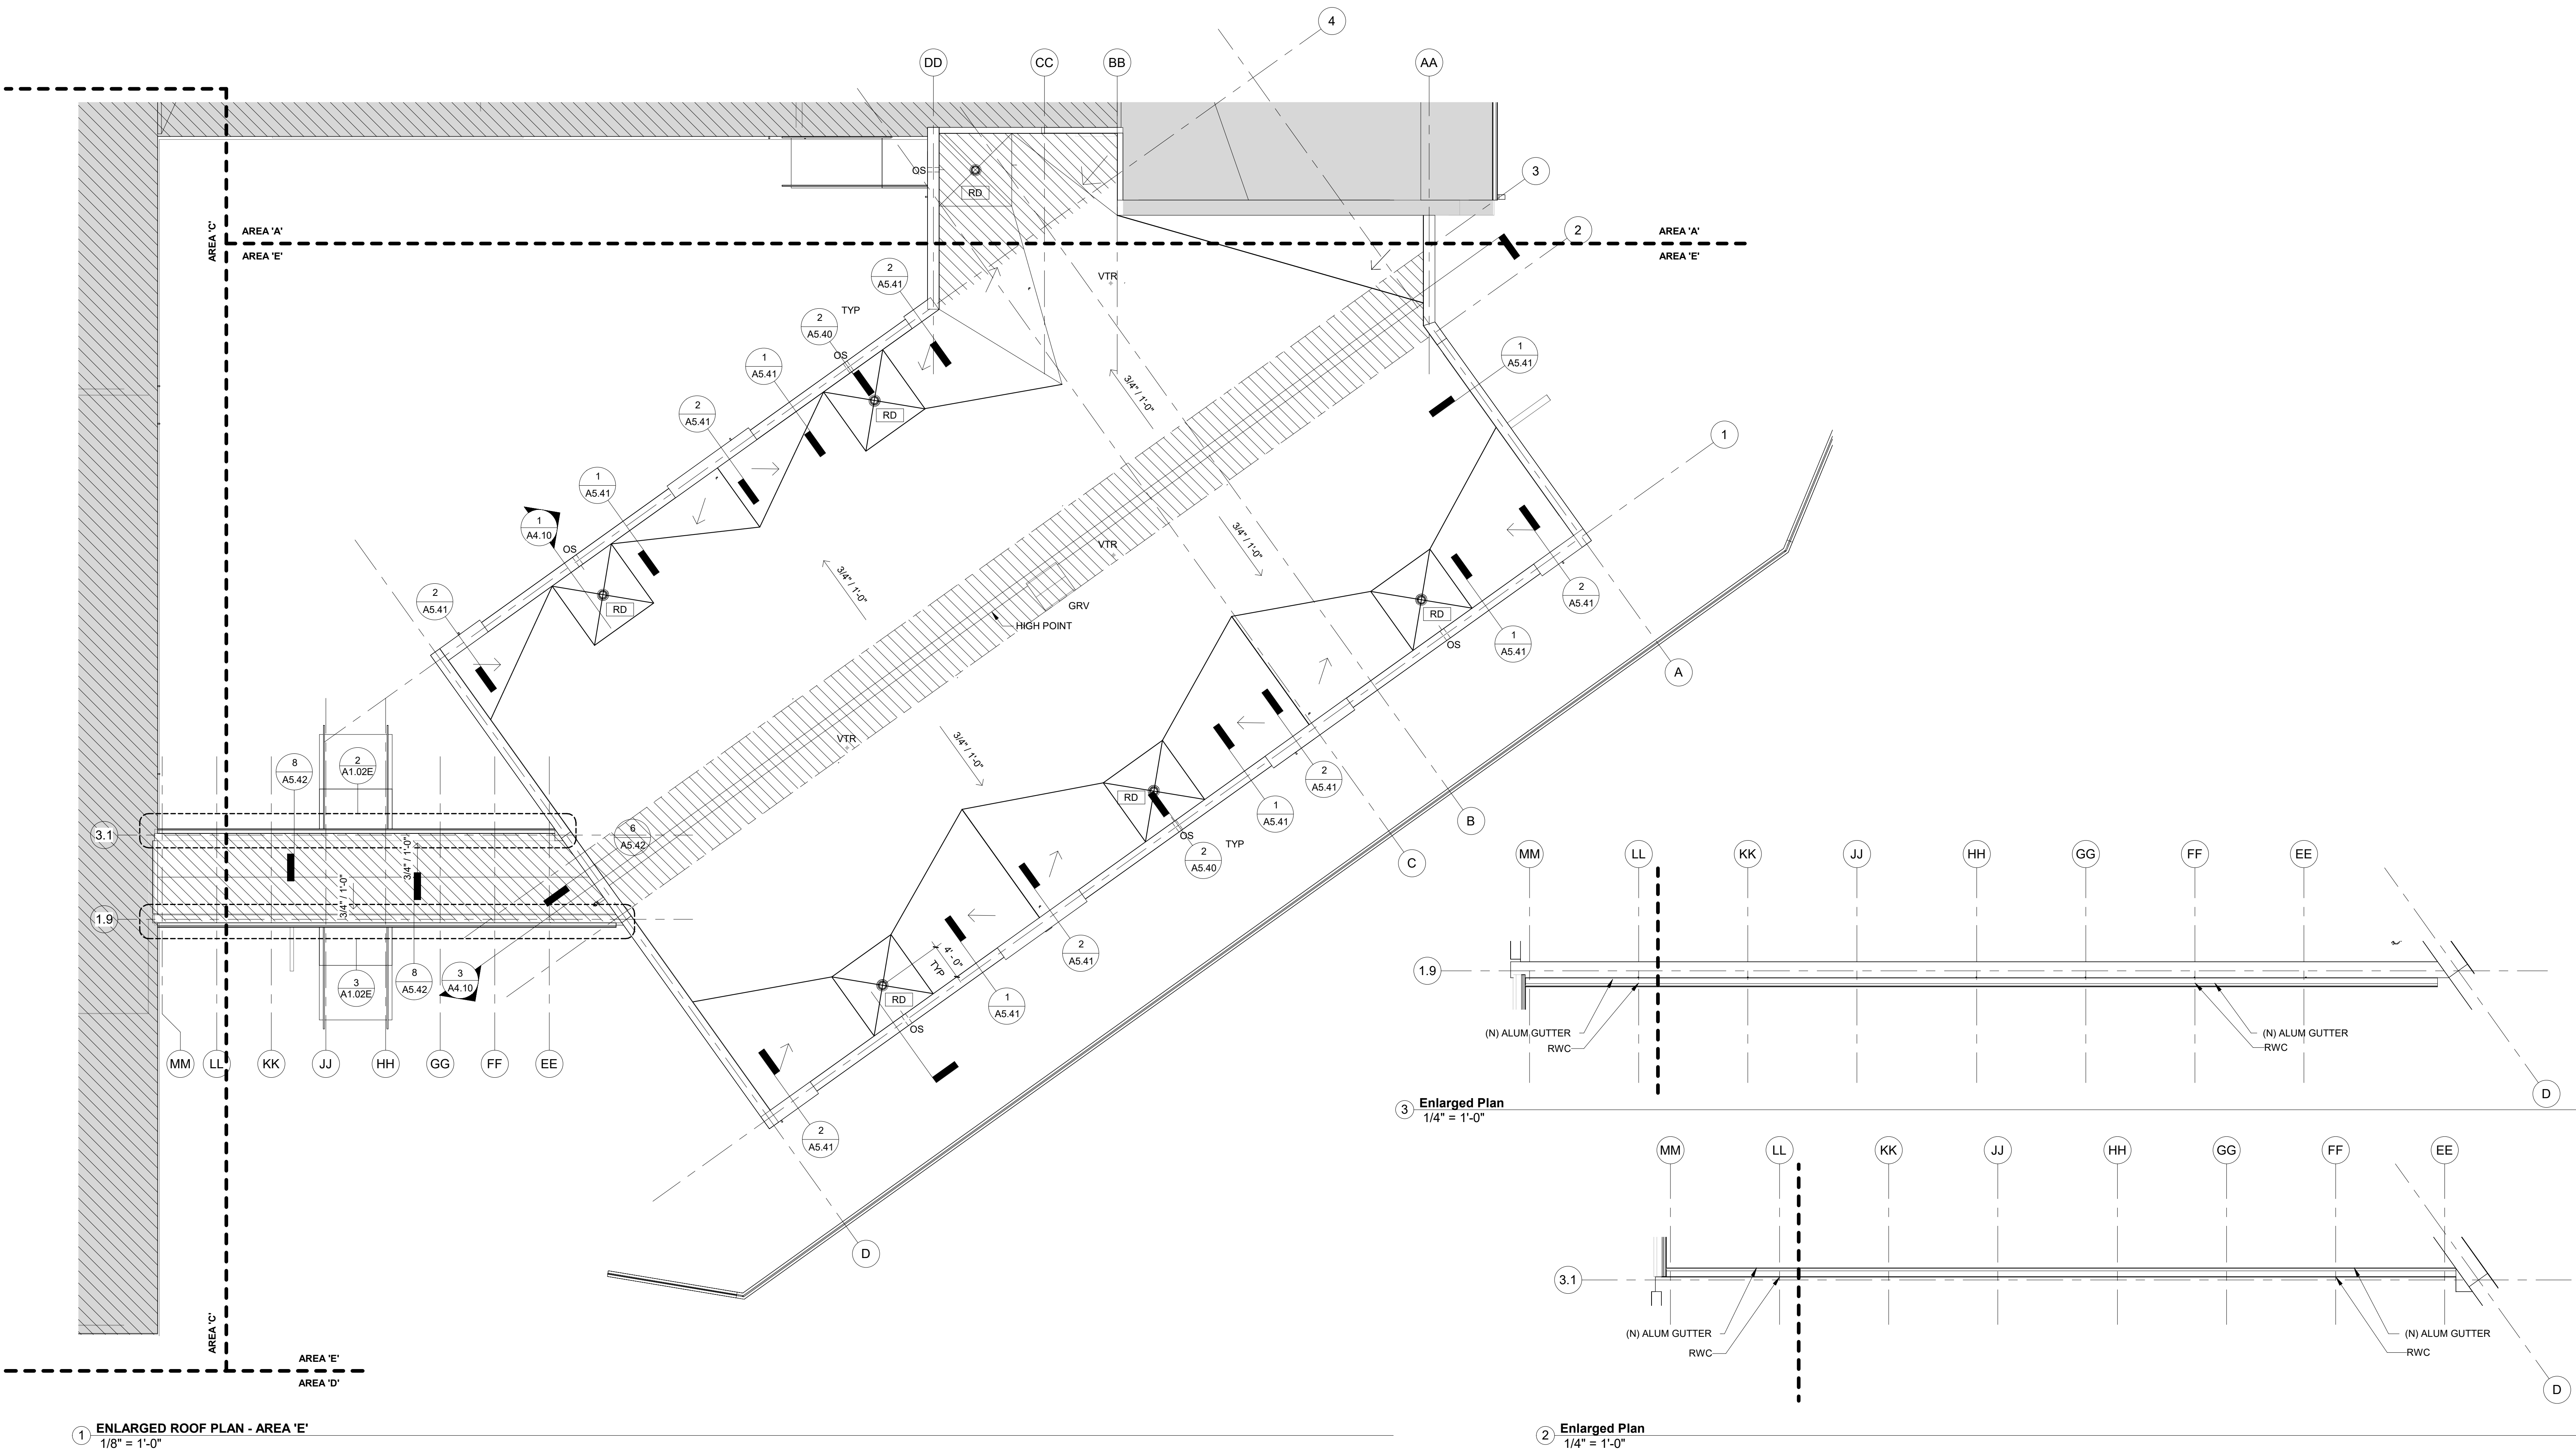 4
DD
CC
BB
AA
3
OS
RD
AREA 'C'
AREA 'A'
AREA 'E'
AREA 'A'
AREA 'E'
2
VTR
2
A5.41
TYP
2
A5.40
OS
1
A5.41
RD
3/4" / 1'-0"
1
A5.41
2
A5.41
1
1
A5.41
1
A4.10
OS
3/4" / 1'-0"
VTR
2
A5.41
RD
3/4" / 1'-0"
GRV
HIGH POINT
2
A5.41
RD
OS
1
A5.41
A
VTR
3/4" / 1'-0"
8
A5.42
2
A1.02E
2
A5.41
RD
1
A5.41
B
3.1
6
A5.42
OS
TYP
2
A5.40
C
3/4" / 1'-0"
3/4" / 1'-0"
1.9
3
A1.02E
8
A5.42
3
A4.10
4' - 0"
TYP
2
A5.41
RD
1
A5.41
OS
MM
LL
KK
JJ
HH
GG
FF
EE
2
A5.41
D
AREA 'C'
AREA 'E'
AREA 'D'
1
ENLARGED ROOF PLAN - AREA 'E'
1/8" = 1'-0"
MM
LL
KK
JJ
HH
GG
FF
EE
1.9
(N) ALUM GUTTER
RWC
(N) ALUM GUTTER
RWC
D
3
Enlarged Plan
1/4" = 1'-0"
MM
LL
KK
JJ
HH
GG
FF
EE
3.1
(N) ALUM GUTTER
RWC
(N) ALUM GUTTER
RWC
D
2
Enlarged Plan
1/4" = 1'-0"